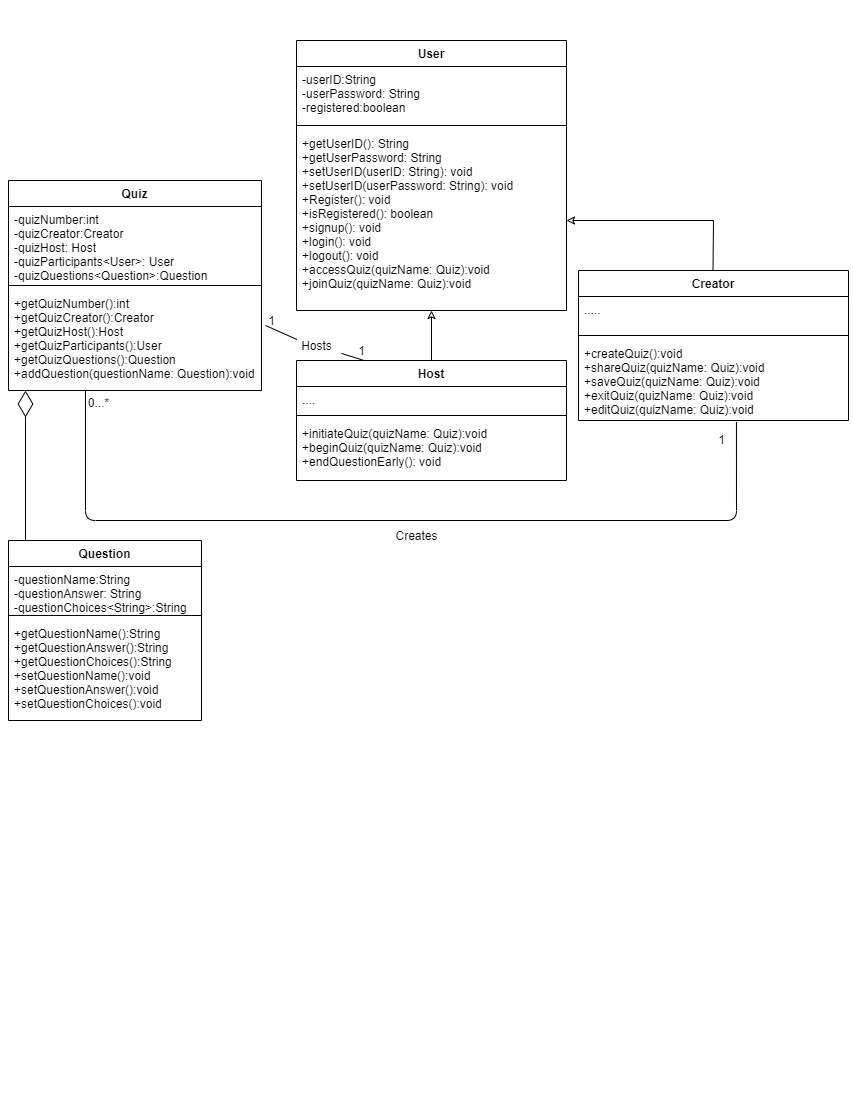 User
-userID:String
-userPassword: String
-registered:boolean
+getUserID(): String
+getUserPassword: String
+setUserID(userID: String): void
+setUserID(userPassword: String): void
+Register(): void
+isRegistered(): boolean
+signup(): void
+login(): void
+logout(): void
+accessQuiz(quizName: Quiz):void
+joinQuiz(quizName: Quiz):void
Quiz
-quizNumber:int
-quizCreator:Creator
-quizHost: Host
-quizParticipants<User>: User
-quizQuestions<Question>:Question
+getQuizNumber():int
+getQuizCreator():Creator
+getQuizHost():Host
+getQuizParticipants():User
+getQuizQuestions():Question
+addQuestion(questionName: Question):void
Creator
.....
+createQuiz():void
+shareQuiz(quizName: Quiz):void
+saveQuiz(quizName: Quiz):void
+exitQuiz(quizName: Quiz):void
+editQuiz(quizName: Quiz):void
1
Hosts
1
Host
....
+initiateQuiz(quizName: Quiz):void
+beginQuiz(quizName: Quiz):void
+endQuestionEarly(): void
0...*
1
Creates
Question
-questionName:String
-questionAnswer: String
-questionChoices<String>:String
+getQuestionName():String
+getQuestionAnswer():String
+getQuestionChoices():String
+setQuestionName():void
+setQuestionAnswer():void
+setQuestionChoices():void